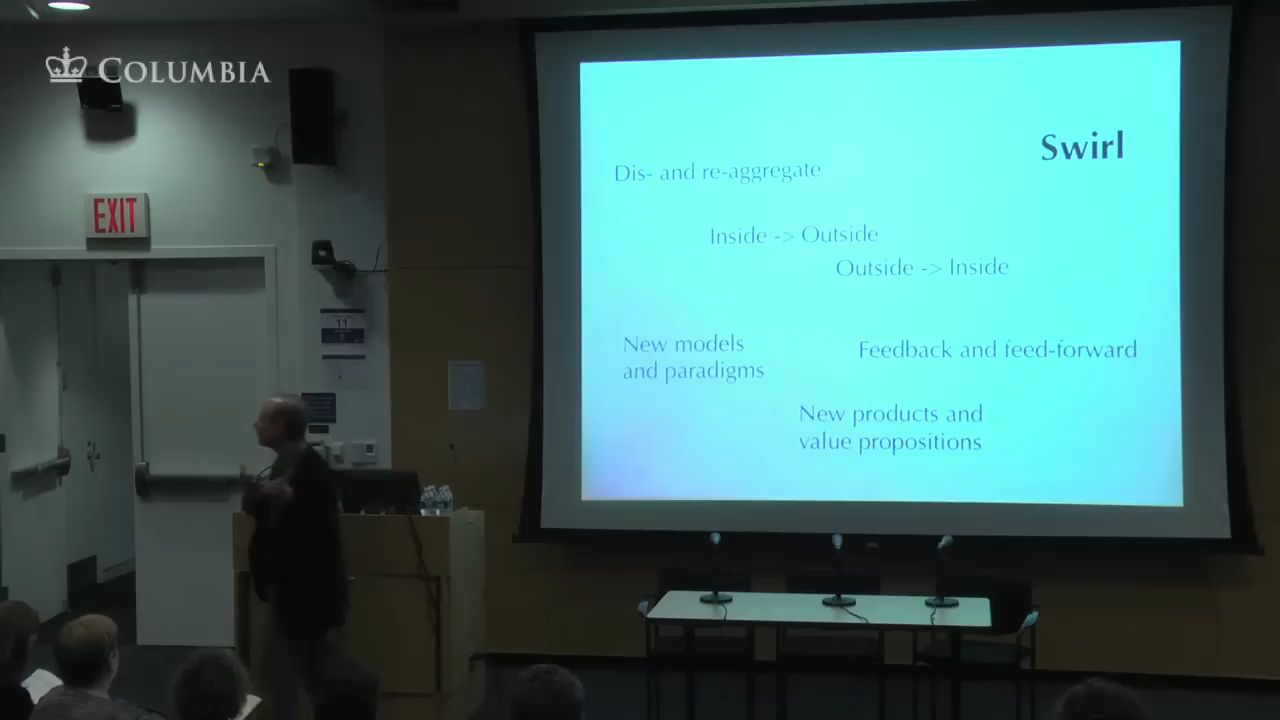 COLUMBIA
EXIT
11
Swirl
Dis- and re-aggregate
Inside -> Outside
Outside -> Inside
New models
and paradigms
Feedback and feed-forward
New products and
value propositions